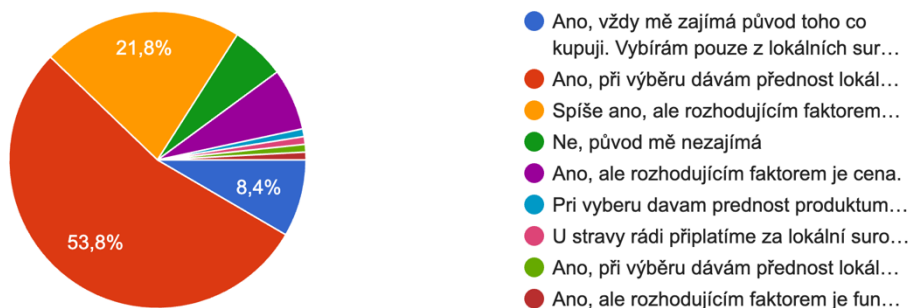 21,8%
8,4%
53,8%
Ano, vždy mě zajímá původ toho co
kupuji. Vybírám pouze z lokálních sur…
Ano, při výběru dávám přednost lokál…
Spíše ano, ale rozhodujícím faktorem…
Ne, původ mě nezajímá
Ano, ale rozhodujícím faktorem je cena.
Pri vyberu davam prednost produktum…
U stravy rádi připlatíme za lokální suro…
Ano, při výběru dávám přednost lokál…
Ano, ale rozhodujícím faktorem je fun…